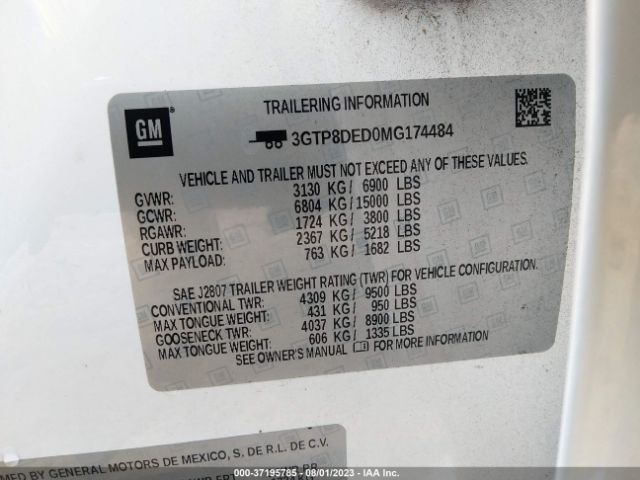 GM
TRAILERING INFORMATION
3GTP8DED0MG174484
VEHICLE AND TRAILER MUST NOT EXCEED ANY OF THESE VALUES.
GVWR: 3130 KG / 6900 LBS
GCWR: 6804 KG / 15000 LBS
RGAWR: 1724 KG / 3800 LBS
CURB WEIGHT: 2367 KG / 5218 LBS
MAX PAYLOAD: 763 KG / 1682 LBS
SAE J2807 TRAILER WEIGHT RATING (TWR) FOR VEHICLE CONFIGURATION.
CONVENTIONAL TWR: 4309 KG / 9500 LBS
MAX TONGUE WEIGHT: 431 KG / 950 LBS
GOOSENECK TWR: 4037 KG / 8900 LBS
MAX TONGUE WEIGHT: 606 KG / 1335 LBS
SEE OWNER'S MANUAL FOR MORE INFORMATION
BY GENERAL MOTORS DE MEXICO, S. DE R.L. DE C.V.
000-37195785 - 08/01/2023 - IAA Inc.